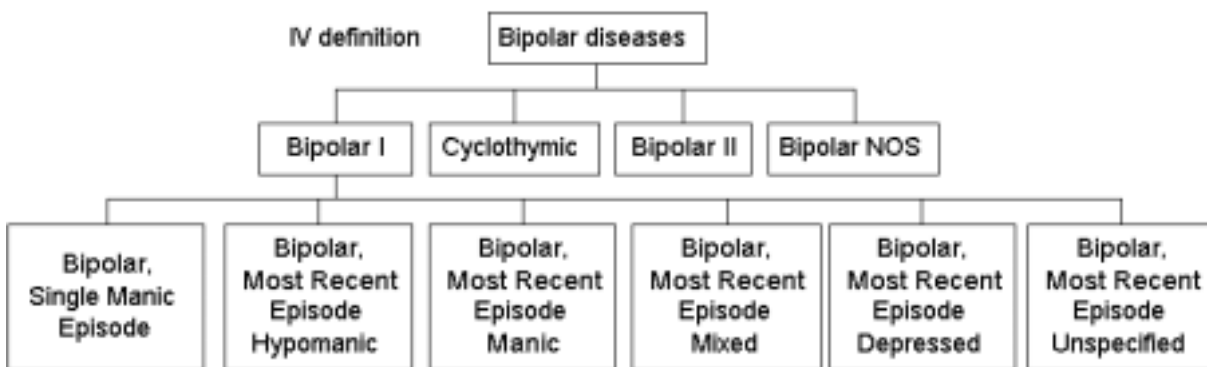 IV definition
Bipolar diseases
Bipolar I
Cyclothymic
Bipolar II
Bipolar NOS
Bipolar,
Single Manic
Episode
Bipolar,
Most Recent
Episode
Hypomanic
Bipolar,
Most Recent
Episode
Manic
Bipolar,
Most Recent
Episode
Mixed
Bipolar,
Most Recent
Episode
Depressed
Bipolar,
Most Recent
Episode
Unspecified